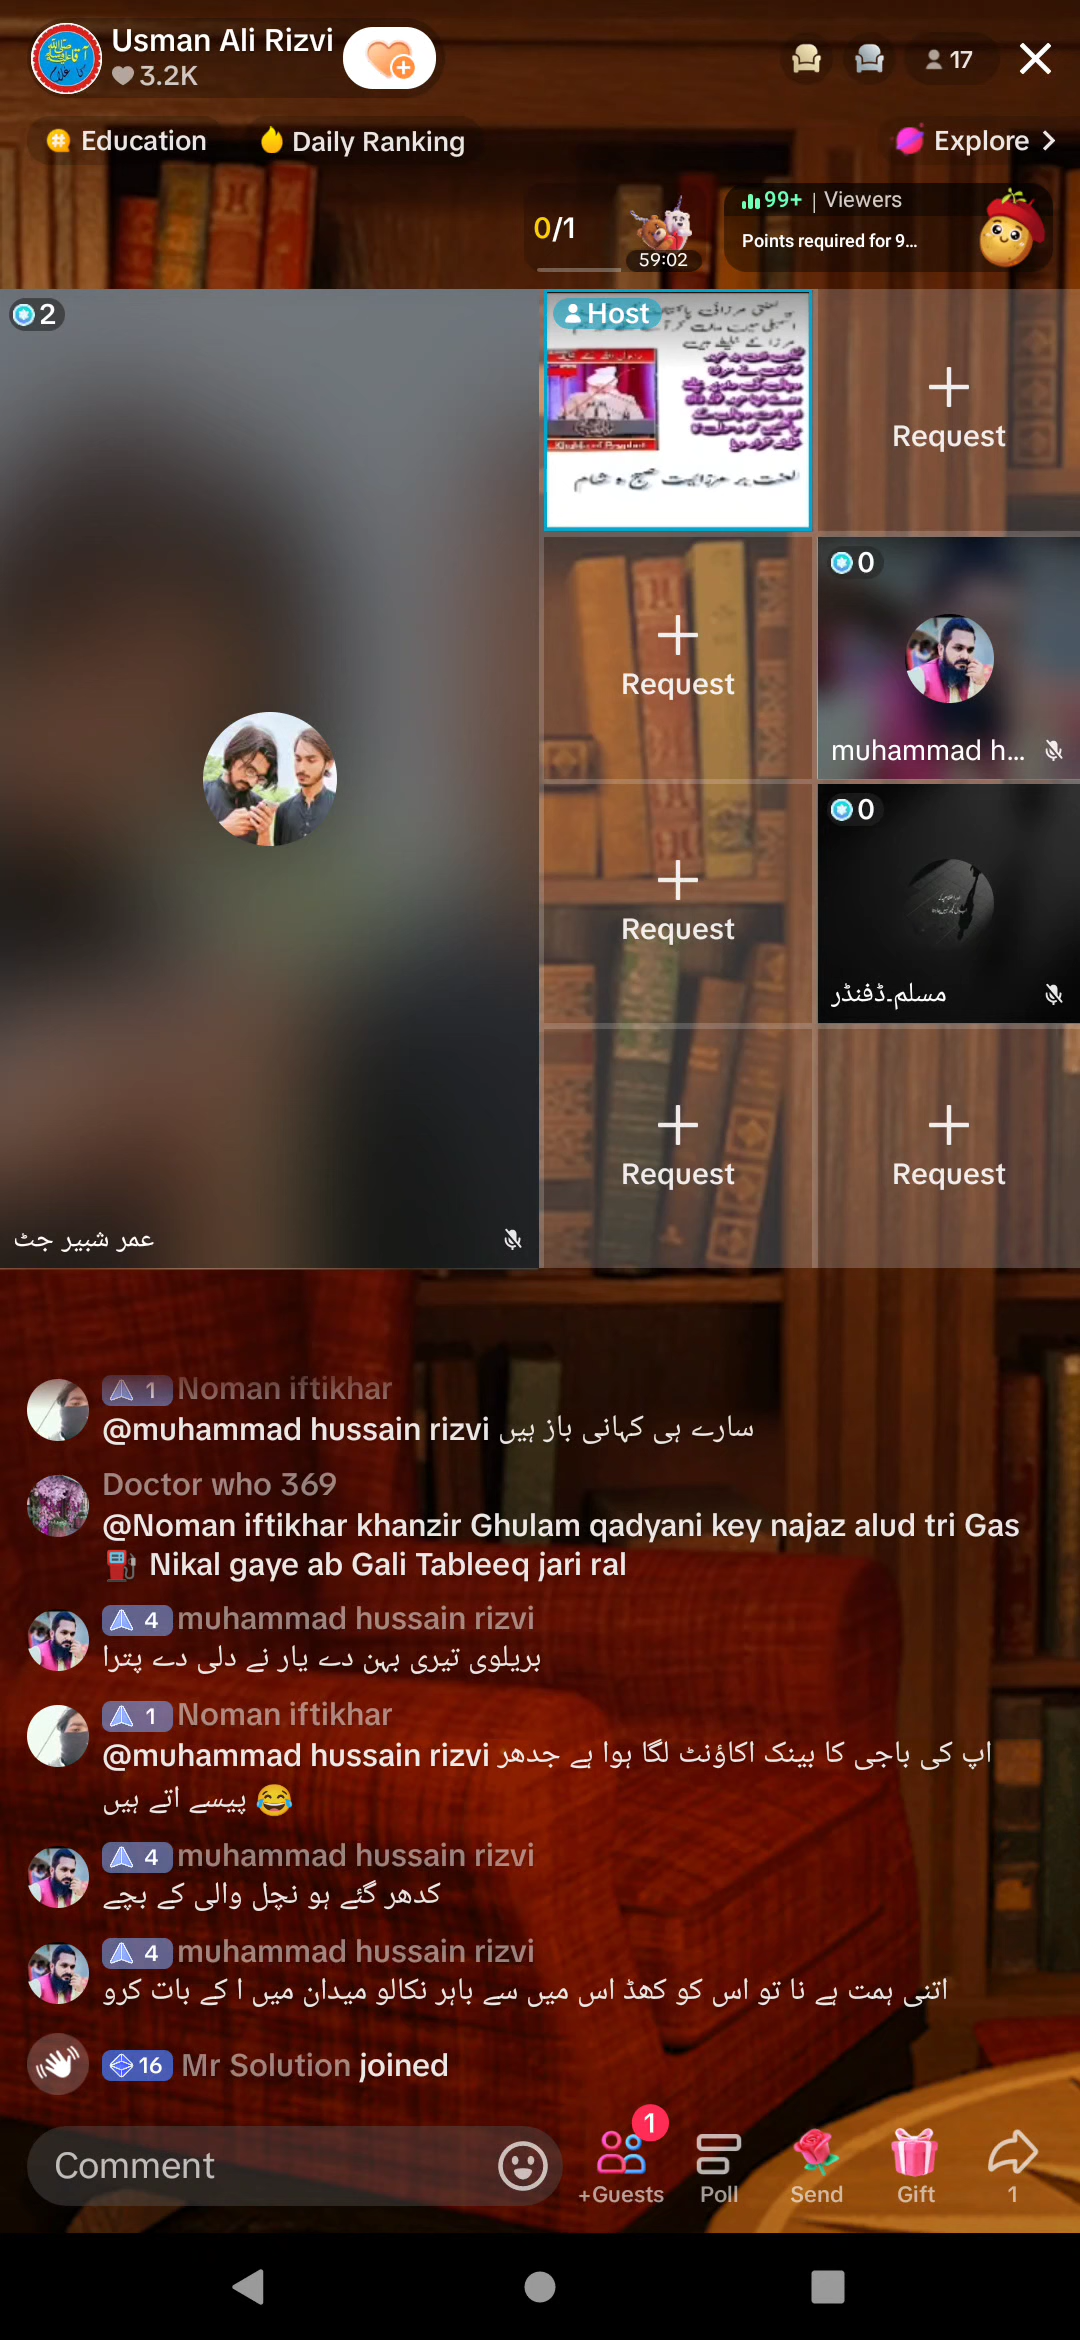 Usman Ali Rizvi
3.2K
17
Education
Daily Ranking
Explore
0/1
59:02
99+ | Viewers
Points required for 9...
2
Host
لعنت بر مرزایت صبح و شام
Request
Request
0
muhammad h...
Request
0
مسلم۔ڈفنڈر
عمر شبیر جٹ
Request
Request
1 Noman iftikhar
@muhammad hussain rizvi سارے ہی کہانی باز ہیں
Doctor who 369
@Noman iftikhar khanzir Ghulam qadyani key najaz alud tri Gas
⛽ Nikal gaye ab Gali Tableeq jari ral
4 muhammad hussain rizvi
بریلوی تیری بہن دے یار نے دلی دے پترا
1 Noman iftikhar
@muhammad hussain rizvi اپ کی باجی کا بینک اکاؤنٹ لگا ہوا ہے جدھر
پیسے اتے ہیں 😂
4 muhammad hussain rizvi
کدھر گئے ہو نچل والی کے بچے
4 muhammad hussain rizvi
اتنی ہمت ہے نا تو اس کو کھڈ اس میں سے باہر نکالو میدان میں ا کے بات کرو
16 Mr Solution joined
Comment
1
+Guests
Poll
Send
Gift
1